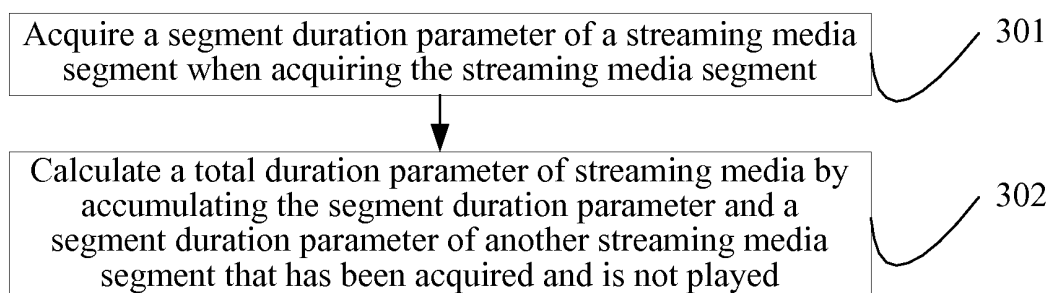 Acquire a segment duration parameter of a streaming media
segment when acquiring the streaming media segment
301
Calculate a total duration parameter of streaming media by
accumulating the segment duration parameter and a
segment duration parameter of another streaming media
segment that has been acquired and is not played
302